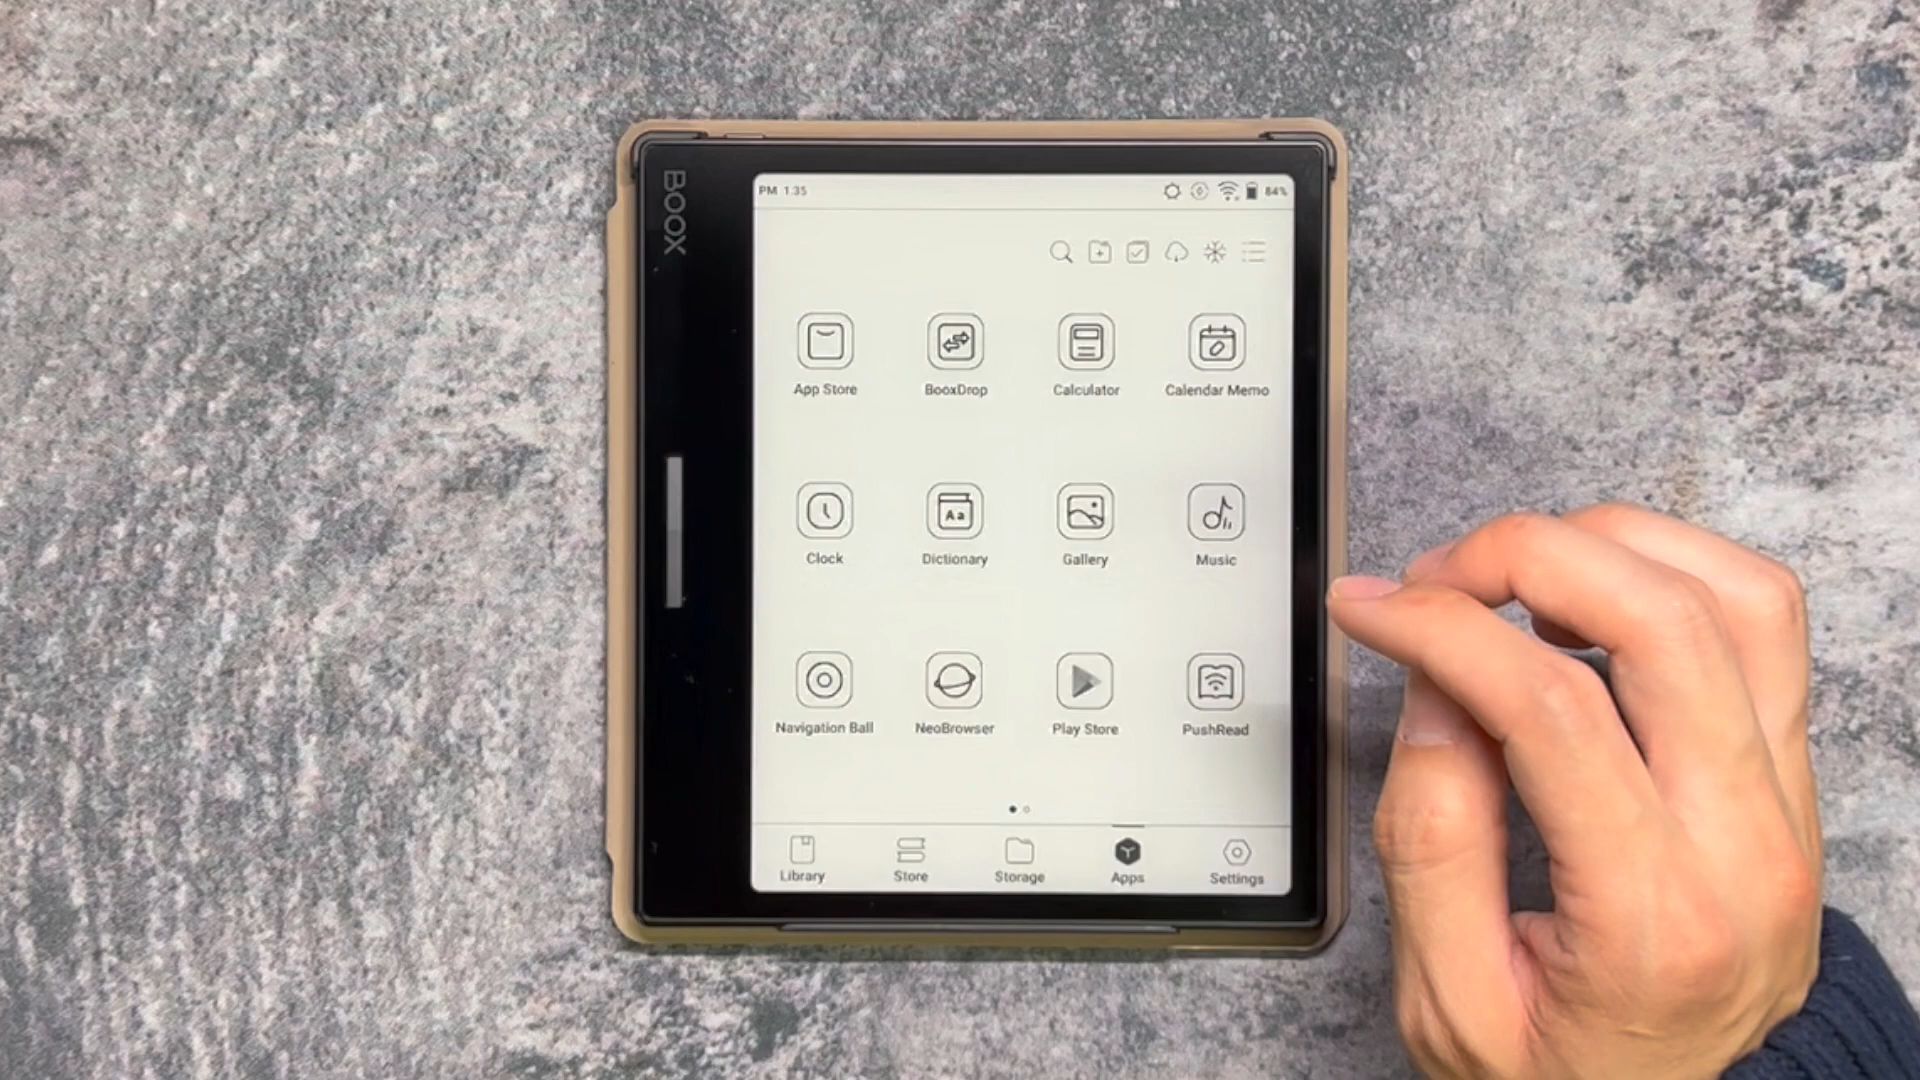 BOOX
PM 1:35
84%
App Store
BooxDrop
Calculator
Calendar Memo
Clock
Aa
Dictionary
Gallery
Music
Navigation Ball
NeoBrowser
Play Store
PushRead
Library
Store
Storage
Apps
Settings